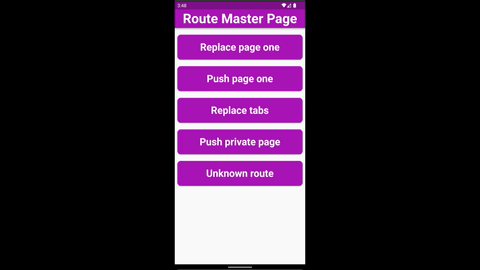 3:48
Route Master Page
Replace page one
Push page one
Replace tabs
Push private page
Unknown route